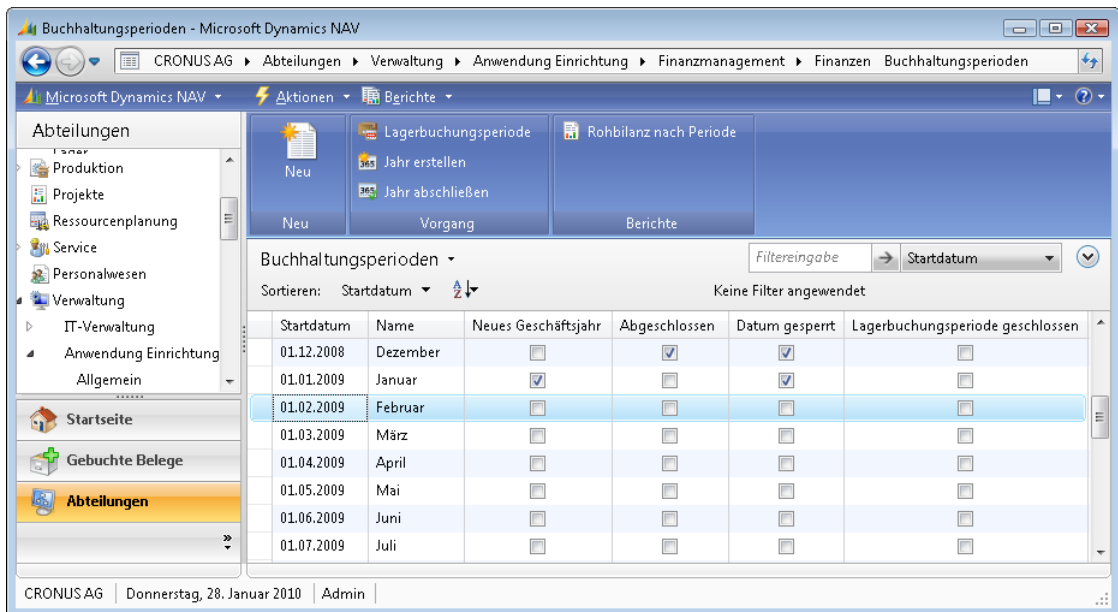 Buchhaltungsperioden - Microsoft Dynamics NAV
CRONUS AG ▸ Abteilungen ▸ Verwaltung ▸ Anwendung Einrichtung ▸ Finanzmanagement ▸ Finanzen Buchhaltungsperioden
Microsoft Dynamics NAV Aktionen Berichte
Abteilungen
Lager
Produktion
Projekte
Ressourcenplanung
Service
Personalwesen
Verwaltung
IT-Verwaltung
Anwendung Einrichtung
Allgemein
Startseite
Gebuchte Belege
Abteilungen
Neu
Neu
Lagerbuchungsperiode
365 Jahr erstellen
365 Jahr abschließen
Vorgang
Rohbilanz nach Periode
Berichte
Buchhaltungsperioden
Filtereingabe Startdatum
Sortieren: Startdatum Keine Filter angewendet
Startdatum Name Neues Geschäftsjahr Abgeschlossen Datum gesperrt Lagerbuchungsperiode geschlossen
01.12.2008 Dezember
01.01.2009 Januar
01.02.2009 Februar
01.03.2009 März
01.04.2009 April
01.05.2009 Mai
01.06.2009 Juni
01.07.2009 Juli
CRONUS AG Donnerstag, 28. Januar 2010 Admin